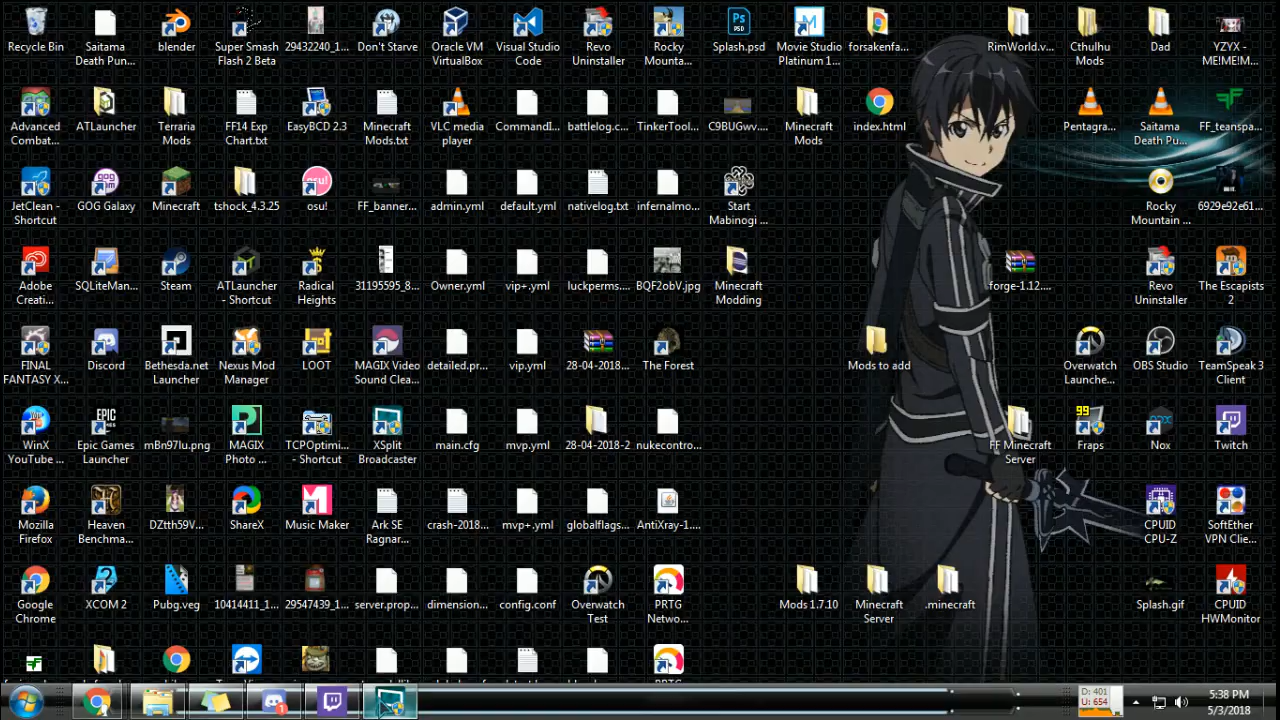 Recycle Bin
Saitama
Death Pun...
blender
Super Smash
Flash 2 Beta
29432240_1...
Don't Starve
Oracle VM
VirtualBox
Visual Studio
Code
Revo
Uninstaller
Rocky
Mounta...
Splash.psd
Movie Studio
Platinum 1...
forsakenfa...
RimWorld.v...
Cthulhu
Mods
Dad
YZYX -
ME!ME!M...
Advanced
Combat...
ATLauncher
Terraria
Mods
FF14 Exp
Chart.txt
EasyBCD 2.3
Minecraft
Mods.txt
VLC media
player
CommandI...
battlelog.c...
TinkerTool...
C9BUGwv...
Minecraft
Mods
index.html
Pentagra...
Saitama
Death Pu...
FF_teanspa...
JetClean -
Shortcut
GOG Galaxy
Minecraft
tshock_4.3.25
osu!
FF_banner...
admin.yml
default.yml
nativelog.txt
infernalmo...
Start
Mabinogi ...
Rocky
Mountain ...
6929e92e61...
Adobe
Creati...
SQLiteMan...
Steam
ATLauncher
- Shortcut
Radical
Heights
31195595_8...
Owner.yml
vip+.yml
luckperms....
BQF2obV.jpg
Minecraft
Modding
forge-1.12....
Revo
Uninstaller
The Escapists
2
FINAL
FANTASY X...
Discord
Bethesda.net
Launcher
Nexus Mod
Manager
LOOT
MAGIX Video
Sound Clea...
detailed.pr...
vip.yml
28-04-2018...
The Forest
Mods to add
Overwatch
Launche...
OBS Studio
TeamSpeak 3
Client
WinX
YouTube ...
Epic Games
Launcher
mBn97Iu.png
MAGIX
Photo ...
TCPOptimi...
- Shortcut
XSplit
Broadcaster
main.cfg
mvp.yml
28-04-2018-2
nukecontro...
FF Minecraft
Server
99
Fraps
Nox
Twitch
Mozilla
Firefox
Heaven
Benchma...
DZtth59V...
ShareX
Music Maker
Ark SE
Ragnar...
crash-2018...
mvp+.yml
globalflags...
AntiXray-1....
CPUID
CPU-Z
SoftEther
VPN Clie...
Google
Chrome
XCOM 2
Pubg.veg
10414411_1...
29547439_1...
server.prop...
dimension...
config.conf
Overwatch
Test
PRTG
Netwo...
Mods 1.7.10
Minecraft
Server
.minecraft
Splash.gif
CPUID
HWMonitor
D: 401
U: 654
5:38 PM
5/3/2018